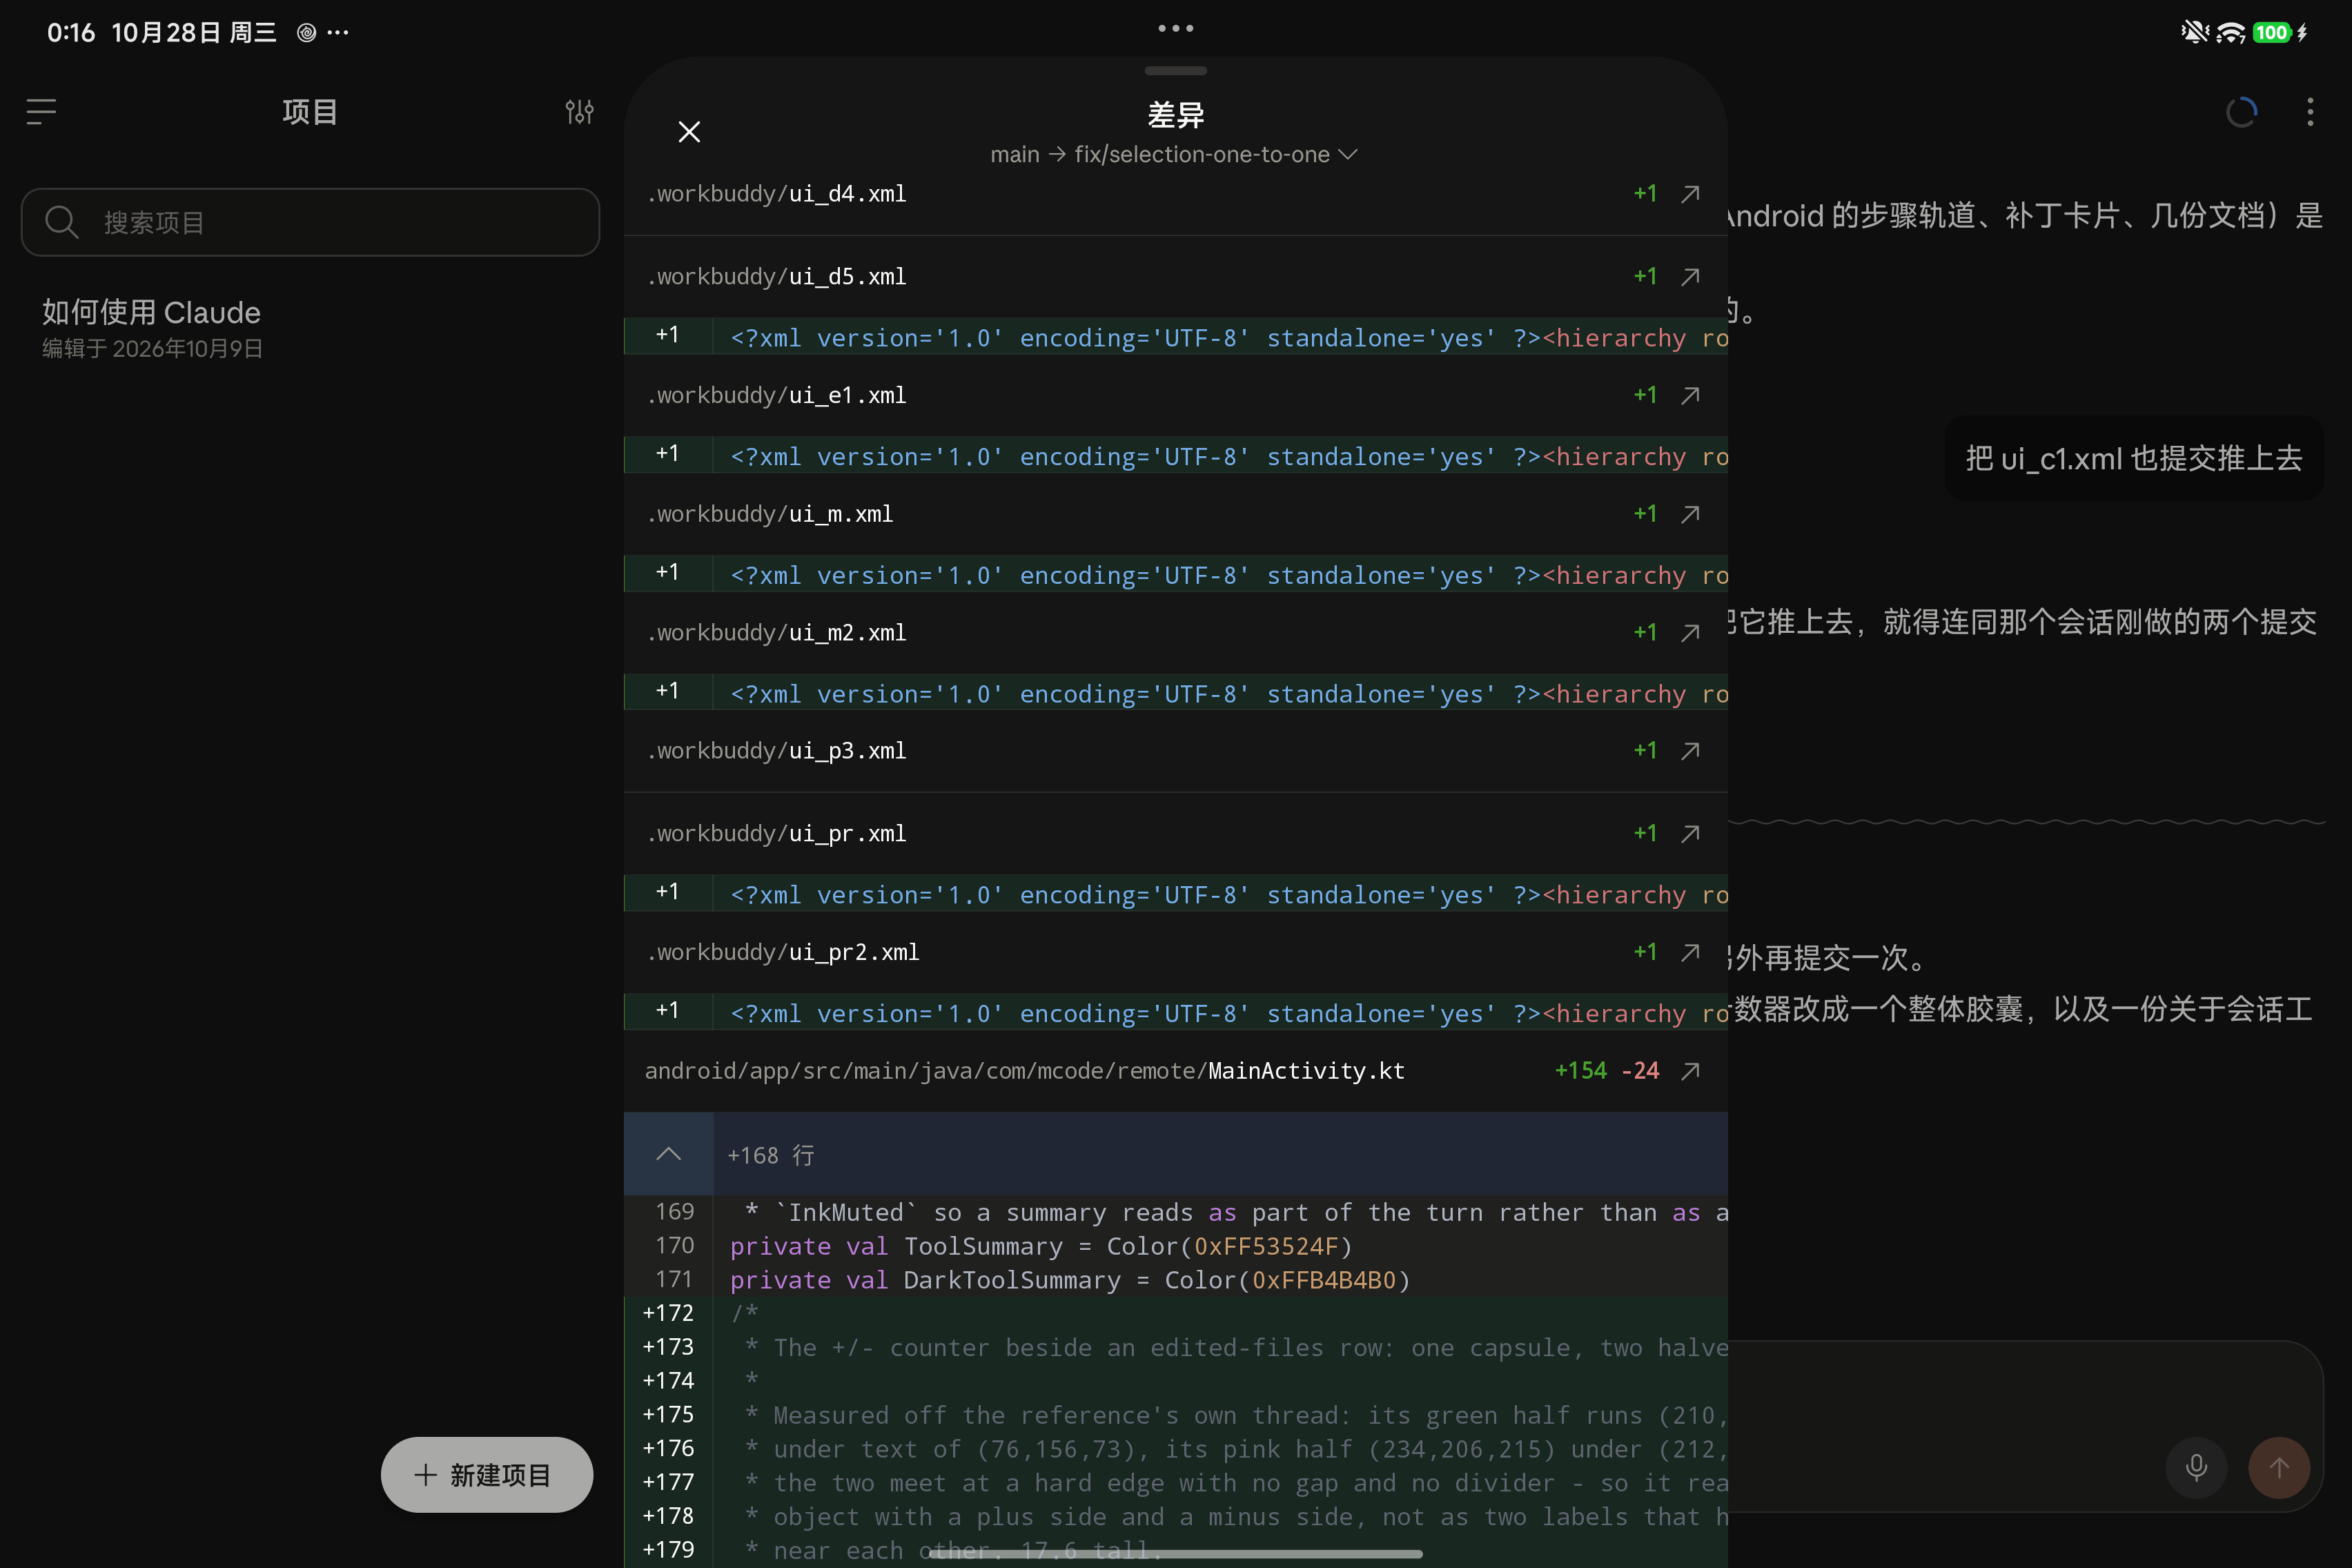 0:16 10月28日 周三
100
项目
搜索项目
如何使用 Claude
编辑于 2026年10月9日
+ 新建项目
差异
main → fix/selection-one-to-one
.workbuddy/ui_d4.xml +1
.workbuddy/ui_d5.xml +1
+1 <?xml version='1.0' encoding='UTF-8' standalone='yes' ?><hierarchy ro
.workbuddy/ui_e1.xml +1
+1 <?xml version='1.0' encoding='UTF-8' standalone='yes' ?><hierarchy ro
.workbuddy/ui_m.xml +1
+1 <?xml version='1.0' encoding='UTF-8' standalone='yes' ?><hierarchy ro
.workbuddy/ui_m2.xml +1
+1 <?xml version='1.0' encoding='UTF-8' standalone='yes' ?><hierarchy ro
.workbuddy/ui_p3.xml +1
.workbuddy/ui_pr.xml +1
+1 <?xml version='1.0' encoding='UTF-8' standalone='yes' ?><hierarchy ro
.workbuddy/ui_pr2.xml +1
+1 <?xml version='1.0' encoding='UTF-8' standalone='yes' ?><hierarchy ro
android/app/src/main/java/com/mcode/remote/MainActivity.kt +154 -24
+168 行
169 * `InkMuted` so a summary reads as part of the turn rather than as a
170 private val ToolSummary = Color(0xFF53524F)
171 private val DarkToolSummary = Color(0xFFB4B4B0)
+172 /*
+173 * The +/- counter beside an edited-files row: one capsule, two halve
+174 *
+175 * Measured off the reference's own thread: its green half runs (210,
+176 * under text of (76,156,73), its pink half (234,206,215) under (212,
+177 * the two meet at a hard edge with no gap and no divider - so it rea
+178 * object with a plus side and a minus side, not as two labels that h
+179 * near each other. 17.6 tall.
Android 的步骤轨道、补丁卡片、几份文档）是
的。
把 ui_c1.xml 也提交推上去
把它推上去，就得连同那个会话刚做的两个提交
另外再提交一次。
数器改成一个整体胶囊，以及一份关于会话工